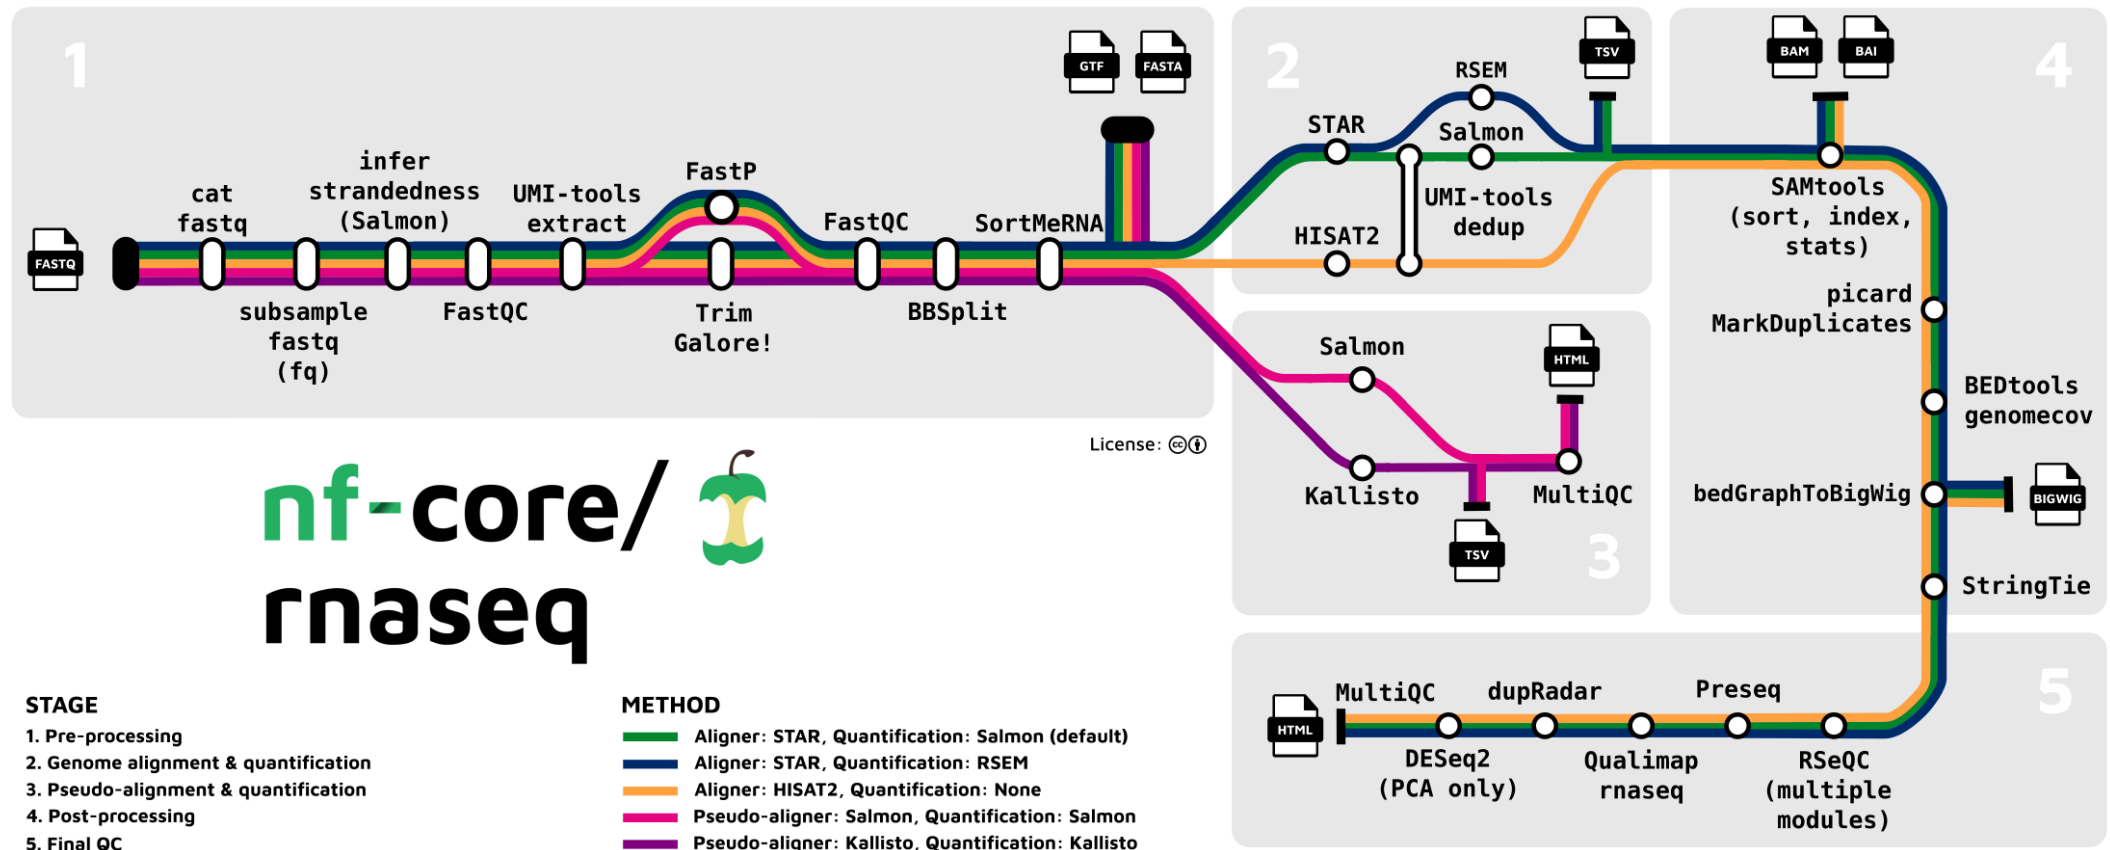 1
GTF
FASTA
infer
strandedness
(Salmon)
cat
fastq
UMI-tools
extract
FastP
FastQC
SortMeRNA
FASTQ
subsample
fastq
(fq)
FastQC
Trim
Galore!
BBSplit
2
RSEM
TSV
STAR
Salmon
UMI-tools
dedup
HISAT2
BAM
BAI
4
SAMtools
(sort, index,
stats)
picard
MarkDuplicates
BEDtools
genomecov
bedGraphToBigWig
BIGWIG
StringTie
Salmon
HTML
Kallisto
MultiQC
TSV
3
License: cc
nf-core/
rnaseq
5
MultiQC
dupRadar
Preseq
HTML
DESeq2
(PCA only)
Qualimap
rnaseq
RSeQC
(multiple
modules)
STAGE
1. Pre-processing
2. Genome alignment & quantification
3. Pseudo-alignment & quantification
4. Post-processing
5. Final QC
METHOD
Aligner: STAR, Quantification: Salmon (default)
Aligner: STAR, Quantification: RSEM
Aligner: HISAT2, Quantification: None
Pseudo-aligner: Salmon, Quantification: Salmon
Pseudo-aligner: Kallisto, Quantification: Kallisto